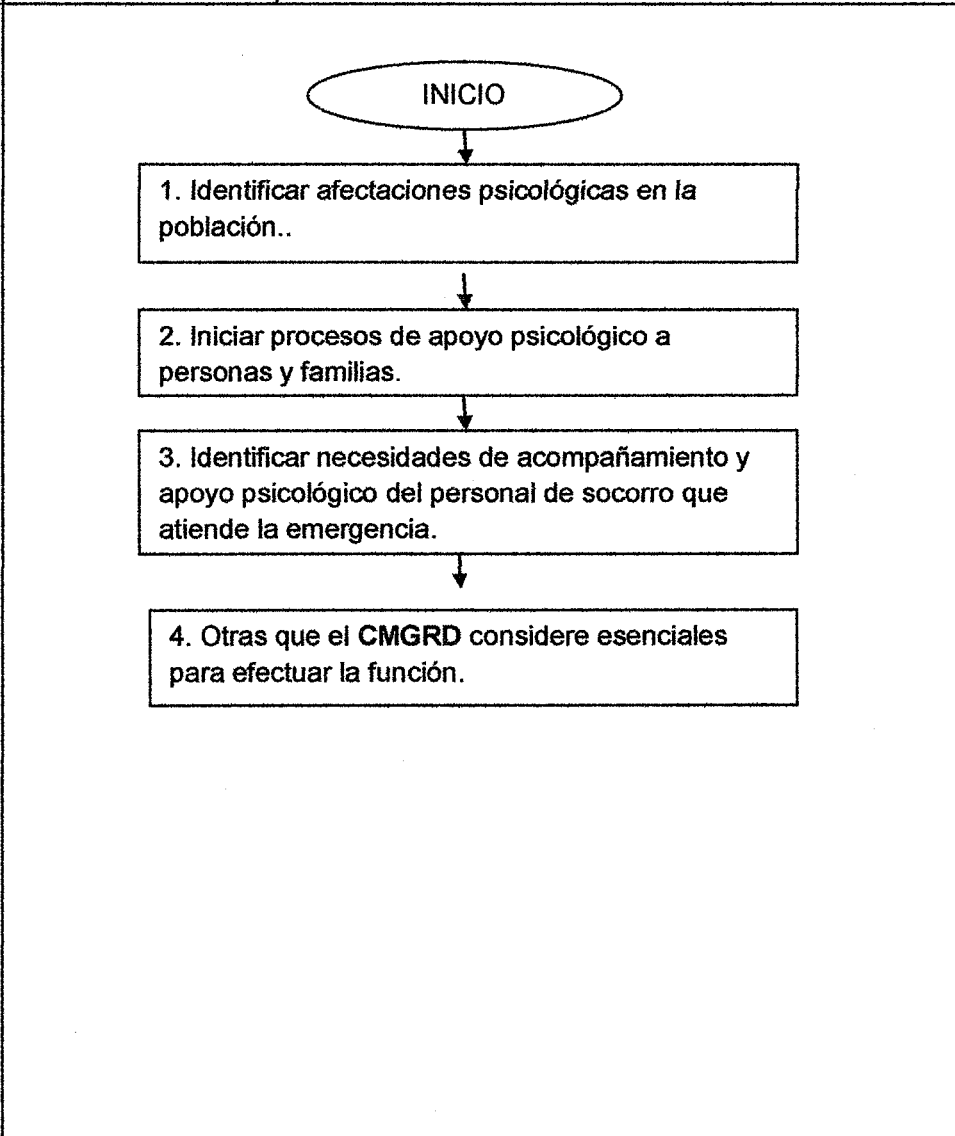 INICIO
1. Identificar afectaciones psicológicas en la
población..
2. Iniciar procesos de apoyo psicológico a
personas y familias.
3. Identificar necesidades de acompañamiento y
apoyo psicológico del personal de socorro que
atiende la emergencia.
4. Otras que el CMGRD considere esenciales
para efectuar la función.